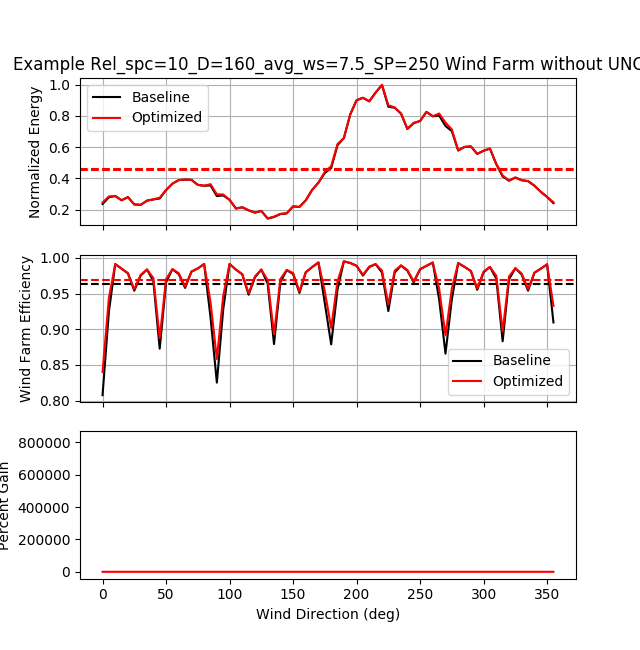 Example Rel_spc=10_D=160_avg_ws=7.5_SP=250 Wind Farm without UNC
Normalized Energy
1.0
0.8
0.6
0.4
0.2
Baseline
Optimized
Wind Farm Efficiency
1.00
0.95
0.90
0.85
0.80
Baseline
Optimized
Percent Gain
800000
600000
400000
200000
0
0 50 100 150 200 250 300 350
Wind Direction (deg)